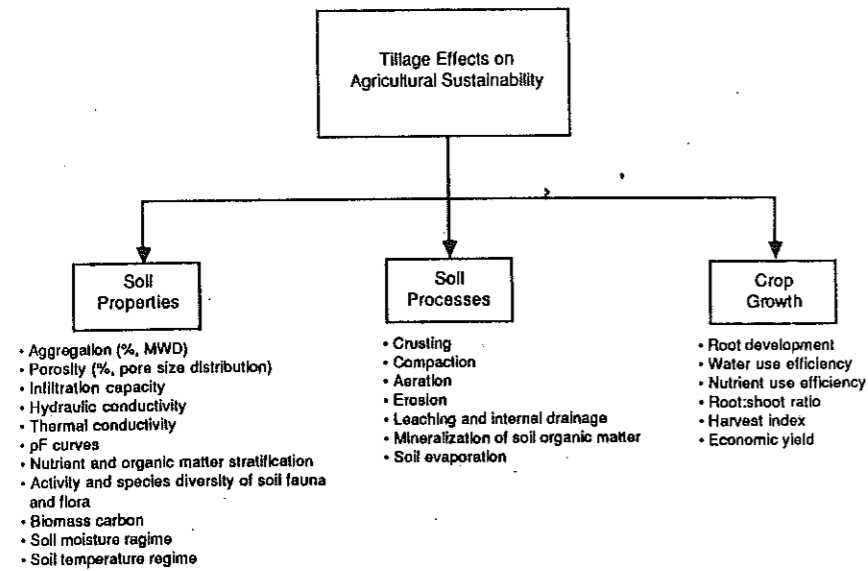 Tillage Effects on
Agricultural Sustainability
Soil
Properties
• Aggregation (%, MWD)
• Porosity (%, pore size distribution)
• Infiltration capacity
• Hydraulic conductivity
• Thermal conductivity
• pF curves
• Nutrient and organic matter stratification
• Activity and species diversity of soil fauna
and flora
• Biomass carbon
• Soil moisture regime
• Soil temperature regime
Soil
Processes
• Crusting
• Compaction
• Aeration
• Erosion
• Leaching and internal drainage
• Mineralization of soil organic matter
• Soil evaporation
Crop
Growth
• Root development
• Water use efficiency
• Nutrient use efficiency
• Root:shoot ratio
• Harvest index
• Economic yield